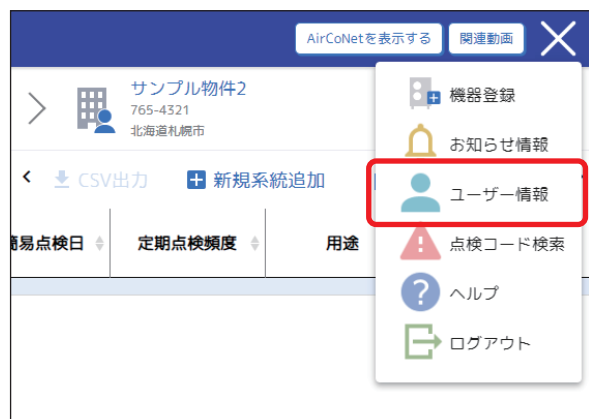 AirCoNetを表示する
関連動画
サンプル物件2
765-4321
北海道札幌市
CSV出力
新規系統追加
易点検日
定期点検頻度
用途
機器登録
お知らせ情報
ユーザー情報
点検コード検索
ヘルプ
ログアウト